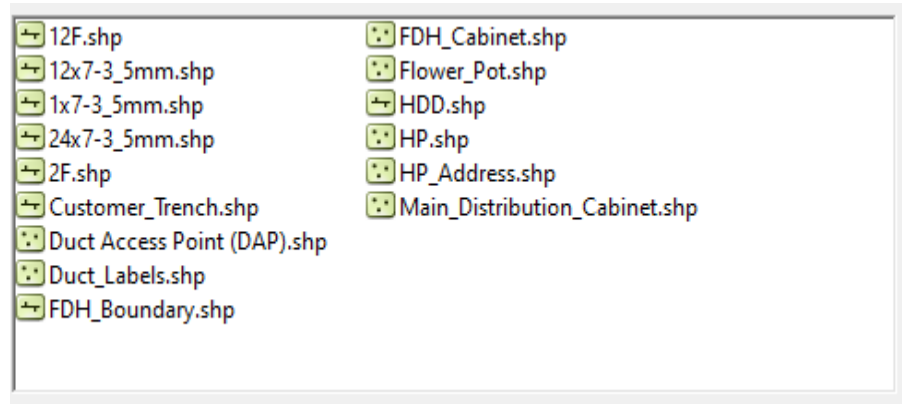 12F.shp
12x7-3_5mm.shp
1x7-3_5mm.shp
24x7-3_5mm.shp
2F.shp
Customer_Trench.shp
Duct Access Point (DAP).shp
Duct_Labels.shp
FDH_Boundary.shp
FDH_Cabinet.shp
Flower_Pot.shp
HDD.shp
HP.shp
HP_Address.shp
Main_Distribution_Cabinet.shp